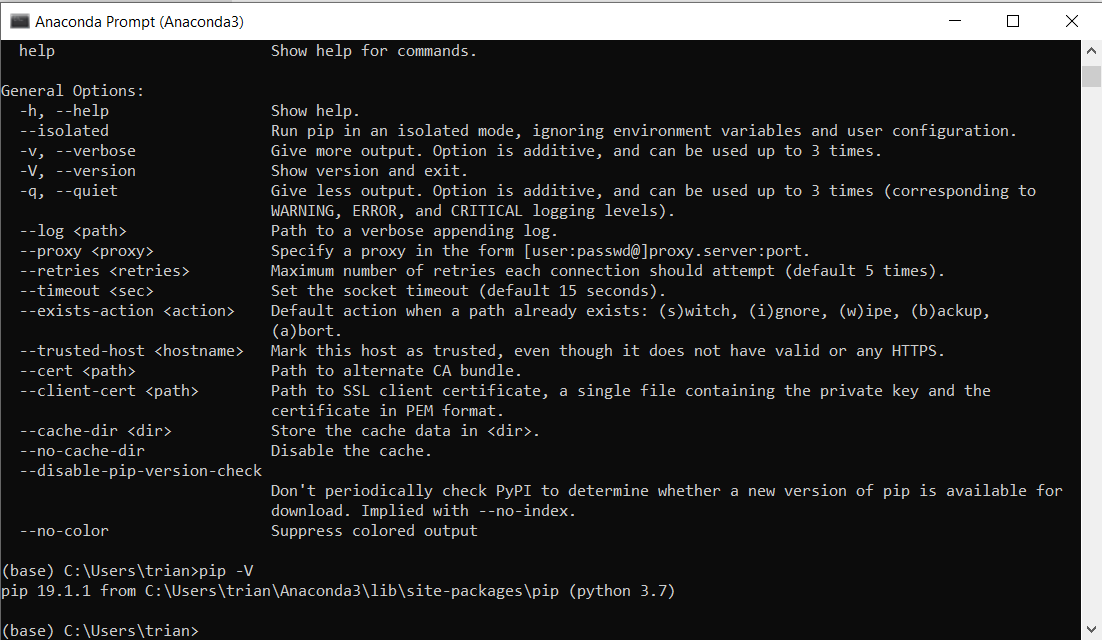 Anaconda Prompt (Anaconda3)
help Show help for commands.
General Options:
-h, --help Show help.
--isolated Run pip in an isolated mode, ignoring environment variables and user configuration.
-v, --verbose Give more output. Option is additive, and can be used up to 3 times.
-V, --version Show version and exit.
-q, --quiet Give less output. Option is additive, and can be used up to 3 times (corresponding to
WARNING, ERROR, and CRITICAL logging levels).
--log <path> Path to a verbose appending log.
--proxy <proxy> Specify a proxy in the form [user:passwd@]proxy.server:port.
--retries <retries> Maximum number of retries each connection should attempt (default 5 times).
--timeout <sec> Set the socket timeout (default 15 seconds).
--exists-action <action> Default action when a path already exists: (s)witch, (i)gnore, (w)ipe, (b)ackup,
(a)bort.
--trusted-host <hostname> Mark this host as trusted, even though it does not have valid or any HTTPS.
--cert <path> Path to alternate CA bundle.
--client-cert <path> Path to SSL client certificate, a single file containing the private key and the
certificate in PEM format.
--cache-dir <dir> Store the cache data in <dir>.
--no-cache-dir Disable the cache.
--disable-pip-version-check
Don't periodically check PyPI to determine whether a new version of pip is available for
download. Implied with --no-index.
--no-color Suppress colored output
(base) C:\Users\trian>pip -V
pip 19.1.1 from C:\Users\trian\Anaconda3\lib\site-packages\pip (python 3.7)
(base) C:\Users\trian>